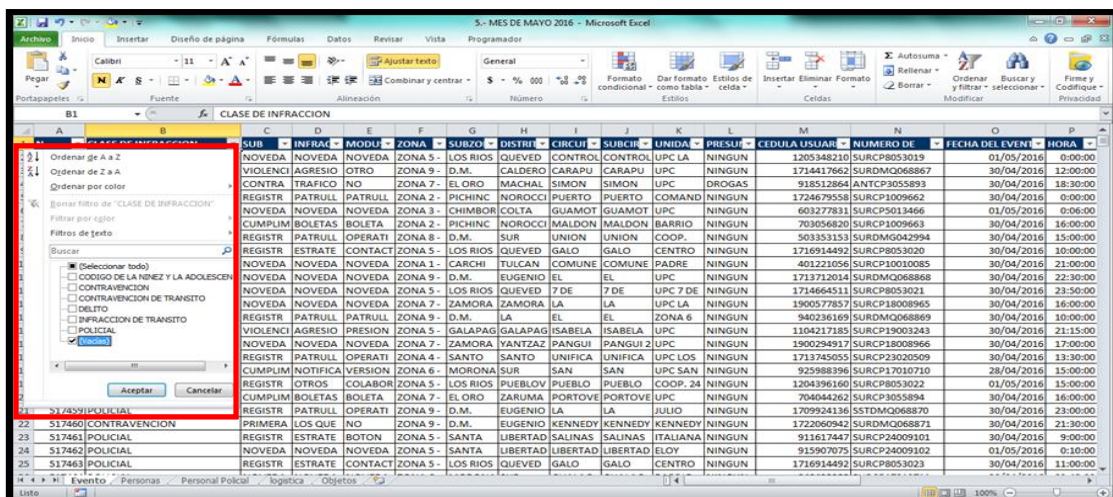 5.- MES DE MAYO 2016 - Microsoft Excel
Archivo Inicio Insertar Diseño de página Fórmulas Datos Revisar Vista Programador
Calibri 11 Ajustar texto General Autosuma
Pegar N K S Combinar y centrar $ % 000 Formato condicional Dar formato como tabla Estilos de celda Insertar Eliminar Formato Rellenar Borrar Ordenar y filtrar Buscar y seleccionar Firme y Codifique
Portapapeles Fuente Alineación Número Estilos Celdas Modificar Privacidad
B1 fx CLASE DE INFRACCION
A B C D E F G H I J K L M N O P
CLASE DE INFRACCION SUB INFRAC MODUS ZONA SUBZO DISTRIT CIRCUIT SUBCIR UNIDA PRESUN CEDULA USUARI NUMERO DE FECHA DEL EVENT HORA
NOVEDA NOVEDA NOVEDA ZONA 5 - LOS RIOS QUEVED CONTROL CONTROL UPC LA NINGUN 1205348210 SURCP8053019 01/05/2016 0:00:00
VIOLENCI AGRESIO OTRO ZONA 9 - D.M. CALDERO CARAPU CARAPU UPC NINGUN 1714417662 SURDMQ068867 30/04/2016 12:00:00
CONTRA TRAFICO NO ZONA 7 - EL ORO MACHAL SIMON SIMON UPC DROGAS 918512864 ANTCP3055893 30/04/2016 18:30:00
REGISTR PATRULL PATRULL ZONA 2 - PICHINC NOROCCI PUERTO PUERTO COMAND NINGUN 1724679558 SURCP1009662 30/04/2016 0:00:00
NOVEDA NOVEDA NOVEDA ZONA 3 - CHIMBOR COLTA GUAMOT GUAMOT UPC NINGUN 603277831 SURCP5013466 01/05/2016 0:06:00
CUMPLIM BOLETAS BOLETA ZONA 2 - PICHINC NOROCCI MALDON MALDON BARRIO NINGUN 703056820 SURCP1009663 30/04/2016 16:00:00
REGISTR PATRULL OPERATI ZONA 8 - D.M. SUR UNION UNION COOP. NINGUN 503353153 SURDMG042994 30/04/2016 15:00:00
REGISTR ESTRATE CONTACT ZONA 5 - LOS RIOS QUEVED GALO GALO CENTRO NINGUN 1716914492 SURCP8053020 30/04/2016 10:00:00
NOVEDA NOVEDA NOVEDA ZONA 1 - CARCHI TULCAN COMUNE COMUNE PADRE NINGUN 401221056 SURCP10010085 30/04/2016 21:00:00
NOVEDA NOVEDA NOVEDA ZONA 9 - D.M. EUGENIO EL EL UPC NINGUN 1713712014 SURDMQ068868 30/04/2016 22:30:00
NOVEDA NOVEDA NOVEDA ZONA 5 - LOS RIOS QUEVED 7 DE 7 DE UPC 7 DE NINGUN 1714664511 SURCP8053021 30/04/2016 23:50:00
NOVEDA NOVEDA NOVEDA ZONA 7 - ZAMORA ZAMORA LA LA UPC LA NINGUN 1900577857 SURCP18008965 30/04/2016 16:00:00
REGISTR PATRULL PATRULL ZONA 9 - D.M. LA EL EL ZONA 6 NINGUN 940236169 SURDMQ068869 30/04/2016 10:00:00
VIOLENCI AGRESIO PRESION ZONA 5 - GALAPAG GALAPAG ISABELA ISABELA UPC NINGUN 1104217185 SURCP19003243 30/04/2016 21:15:00
NOVEDA NOVEDA NOVEDA ZONA 7 - ZAMORA YANTZAZ PANGUI PANGUI 2 UPC NINGUN 1900294917 SURCP18008966 30/04/2016 17:00:00
REGISTR PATRULL OPERATI ZONA 4 - SANTO SANTO UNIFICA UNIFICA UPC LOS NINGUN 1713745055 SURCP23020509 30/04/2016 13:30:00
CUMPLIM NOTIFICA VERSION ZONA 6 - MORONA SUR SAN SAN UPC SAN NINGUN 925988396 SURCP17010710 28/04/2016 15:00:00
REGISTR OTROS COLABOR ZONA 5 - LOS RIOS PUEBLOV PUEBLO PUEBLO COOP. 24 NINGUN 1204396160 SURCP8053022 01/05/2016 15:00:00
CUMPLIM BOLETAS BOLETA ZONA 7 - EL ORO ZARUMA PORTOVE PORTOVE UPC NINGUN 704044262 SURCP3055894 30/04/2016 16:00:00
517459 POLICIAL REGISTR PATRULL OPERATI ZONA 9 - D.M. EUGENIO LA LA JULIO NINGUN 1709924136 SSTDMQ068870 30/04/2016 23:00:00
22 517460 CONTRAVENCION PRIMERA LOS QUE NO ZONA 9 - D.M. EUGENIO KENNEDY KENNEDY KENNEDY NINGUN 1722060942 SURDMQ068871 30/04/2016 21:30:00
23 517461 POLICIAL REGISTR ESTRATE BOTON ZONA 5 - SANTA LIBERTAD SALINAS SALINAS ITALIANA NINGUN 911617447 SURCP24009101 30/04/2016 9:00:00
24 517462 POLICIAL NOVEDA NOVEDA NOVEDA ZONA 5 - SANTA LIBERTAD LIBERTAD LIBERTAD ELOY NINGUN 915907075 SURCP24009102 01/05/2016 0:10:00
25 517463 POLICIAL REGISTR ESTRATE CONTACT ZONA 5 - LOS RIOS QUEVED GALO GALO CENTRO NINGUN 1716914492 SURCP8053023 30/04/2016 11:00:00
Ordenar de A a Z
Ordenar de Z a A
Ordenar por color
Borrar filtro de "CLASE DE INFRACCION"
Filtrar por color
Filtros de texto
Buscar
(Seleccionar todo)
CODIGO DE LA NINEZ Y LA ADOLESCEN
CONTRAVENCION
CONTRAVENCION DE TRANSITO
DELITO
INFRACCION DE TRANSITO
POLICIAL
(Vacías)
Aceptar Cancelar
Evento Personas Personal Policial logistica Objetos
Listo 100%